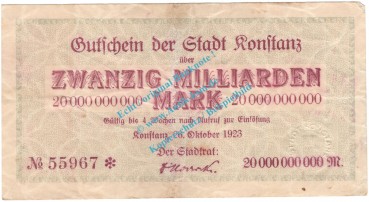 Gutschein der Stadt Konstanz
über
ZWANZIG MILLIARDEN
20 000 000 000 MARK 20 000 000 000
Gültig bis 4 Wochen nach Aufruf zur Einlösung
Konstanz, 26. Oktober 1923
Der Stadtrat:
№ 55967 * 20 000 000 000 M.